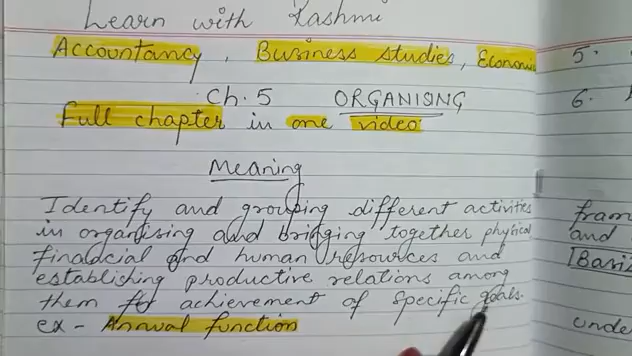 Learn with Rashmi
Accountancy, Business studies, Econom
Ch. 5 ORGANISING
Full chapter in one video
Meaning
Identify and grouping different activities
in organising and bringing together physical
financial and human resources and
establishing productive relations among
them for achievement of specific goals.
ex - Annual function
5.
6.
fram
and
[Basi
unde